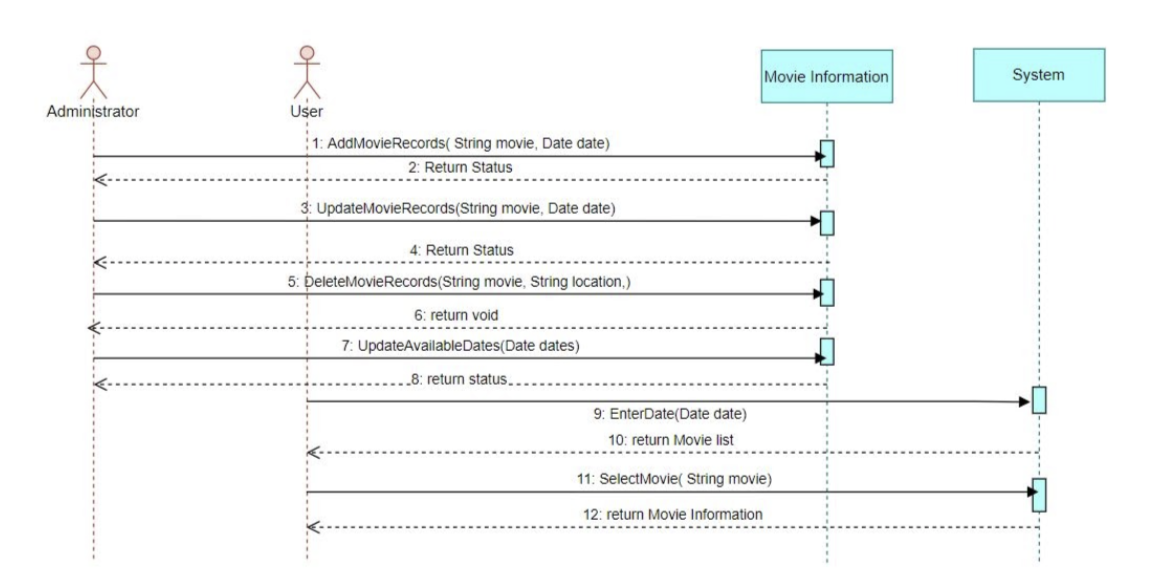 Movie Information
System
Administrator
User
1: AddMovieRecords( String movie, Date date)
2: Return Status
3: UpdateMovieRecords(String movie, Date date)
4: Return Status
5: DeleteMovieRecords(String movie, String location,)
6: return void
7: UpdateAvailableDates(Date dates)
8: return status
9: EnterDate(Date date)
10: return Movie list
11: SelectMovie( String movie)
12: return Movie Information